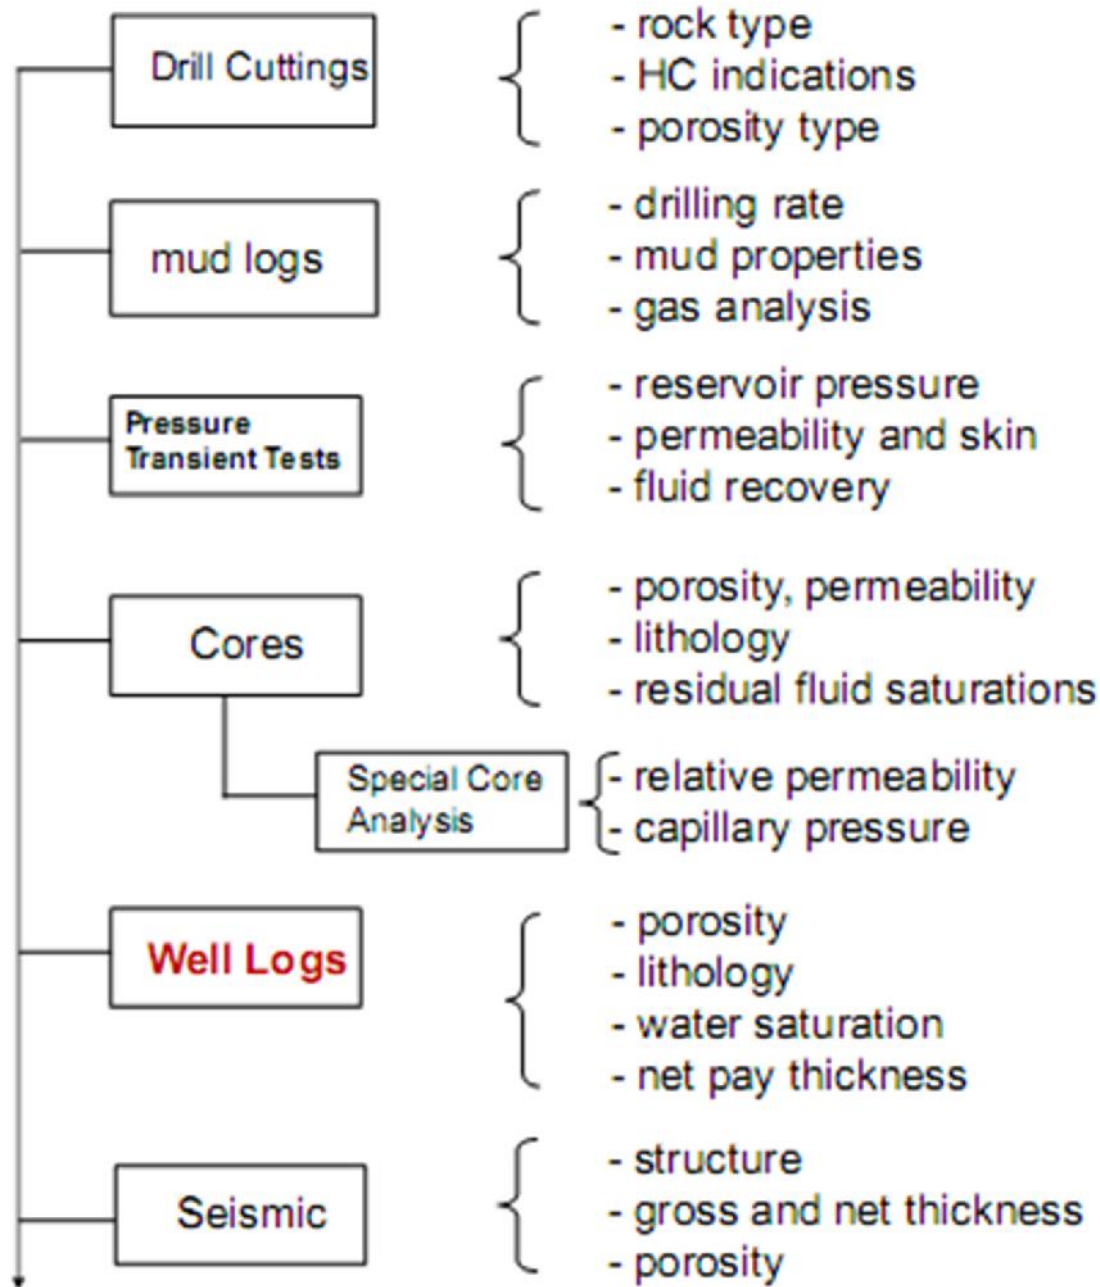 Drill Cuttings
- rock type
- HC indications
- porosity type
mud logs
- drilling rate
- mud properties
- gas analysis
Pressure
Transient Tests
- reservoir pressure
- permeability and skin
- fluid recovery
Cores
- porosity, permeability
- lithology
- residual fluid saturations
Special Core
Analysis
- relative permeability
- capillary pressure
Well Logs
- porosity
- lithology
- water saturation
- net pay thickness
Seismic
- structure
- gross and net thickness
- porosity